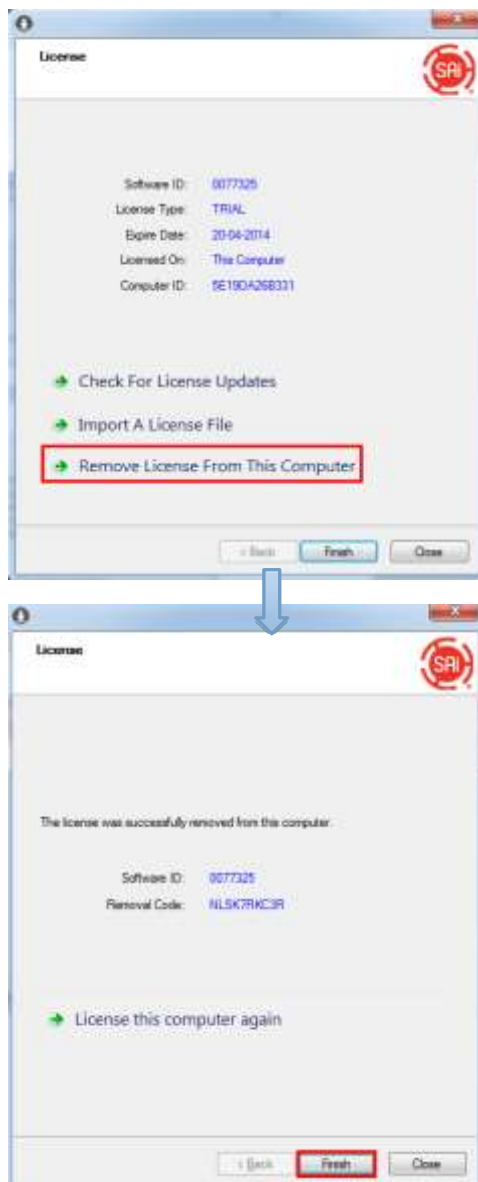 License
SAi
Software ID: 0077325
License Type: TRIAL
Expire Date: 20-04-2014
Licensed On: This Computer
Computer ID: 5E19DA26B331
Check For License Updates
Import A License File
Remove License From This Computer
< Back Finish Close
License
SAi
The license was successfully removed from this computer.
Software ID: 0077325
Removal Code: NLSK7RKC3R
License this computer again
< Back Finish Close